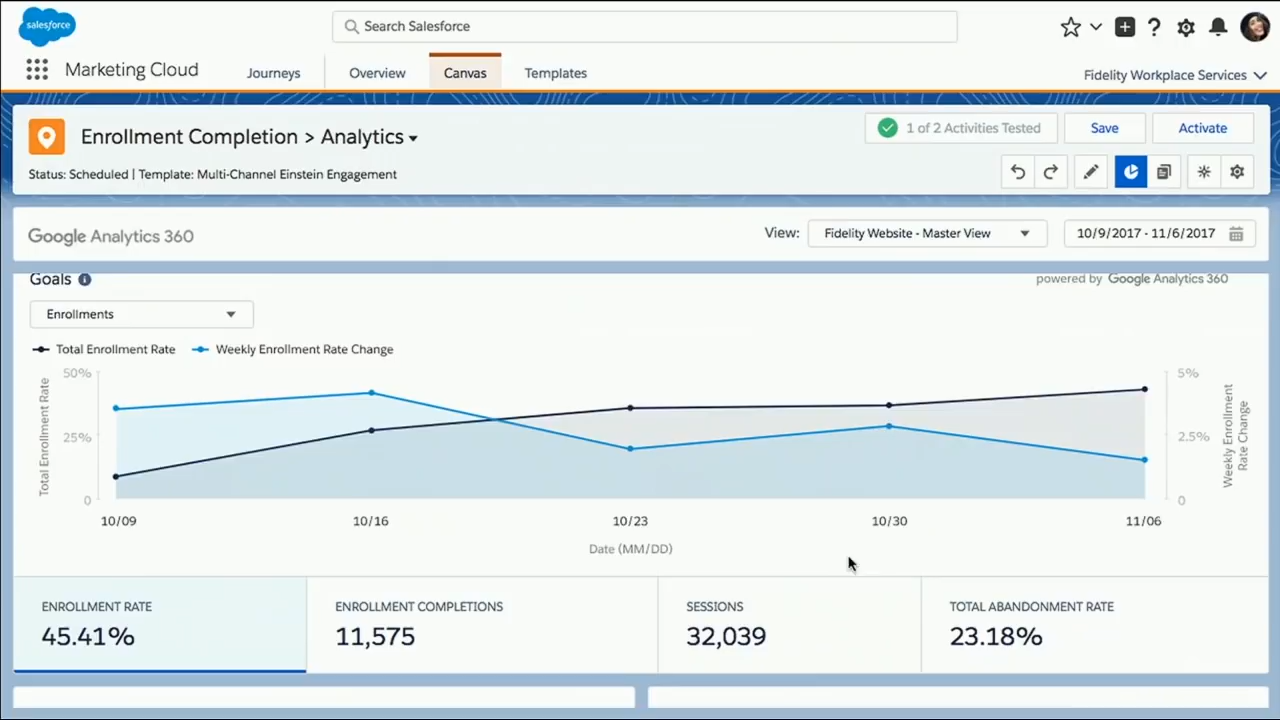 salesforce
Search Salesforce
Marketing Cloud
Journeys
Overview
Canvas
Templates
Fidelity Workplace Services
Enrollment Completion > Analytics
1 of 2 Activities Tested
Save
Activate
Status: Scheduled | Template: Multi-Channel Einstein Engagement
Google Analytics 360
View:
Fidelity Website - Master View
10/9/2017 - 11/6/2017
Goals
powered by Google Analytics 360
Enrollments
Total Enrollment Rate
Weekly Enrollment Rate Change
50%
25%
0
Total Enrollment Rate
5%
2.5%
0
Weekly Enrollment
Rate Change
10/09
10/16
10/23
10/30
11/06
Date (MM/DD)
ENROLLMENT RATE
45.41%
ENROLLMENT COMPLETIONS
11,575
SESSIONS
32,039
TOTAL ABANDONMENT RATE
23.18%